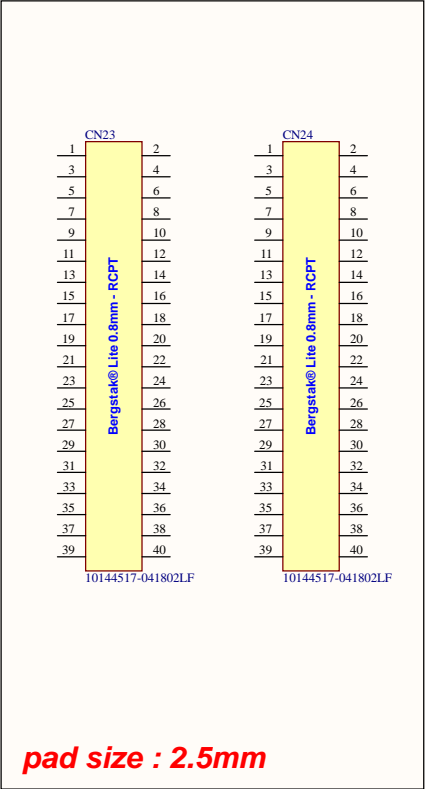 CN23 CN24
1 2 1 2
3 4 3 4
5 6 5 6
7 8 7 8
9 10 9 10
11 12 11 12
13 14 13 14
15 16 15 16
17 18 17 18
19 20 19 20
21 22 21 22
23 24 23 24
25 26 25 26
27 28 27 28
29 30 29 30
31 32 31 32
33 34 33 34
35 36 35 36
37 38 37 38
39 40 39 40
Bergstak® Lite 0.8mm - RCPT
Bergstak® Lite 0.8mm - RCPT
10144517-041802LF 10144517-041802LF
pad size : 2.5mm